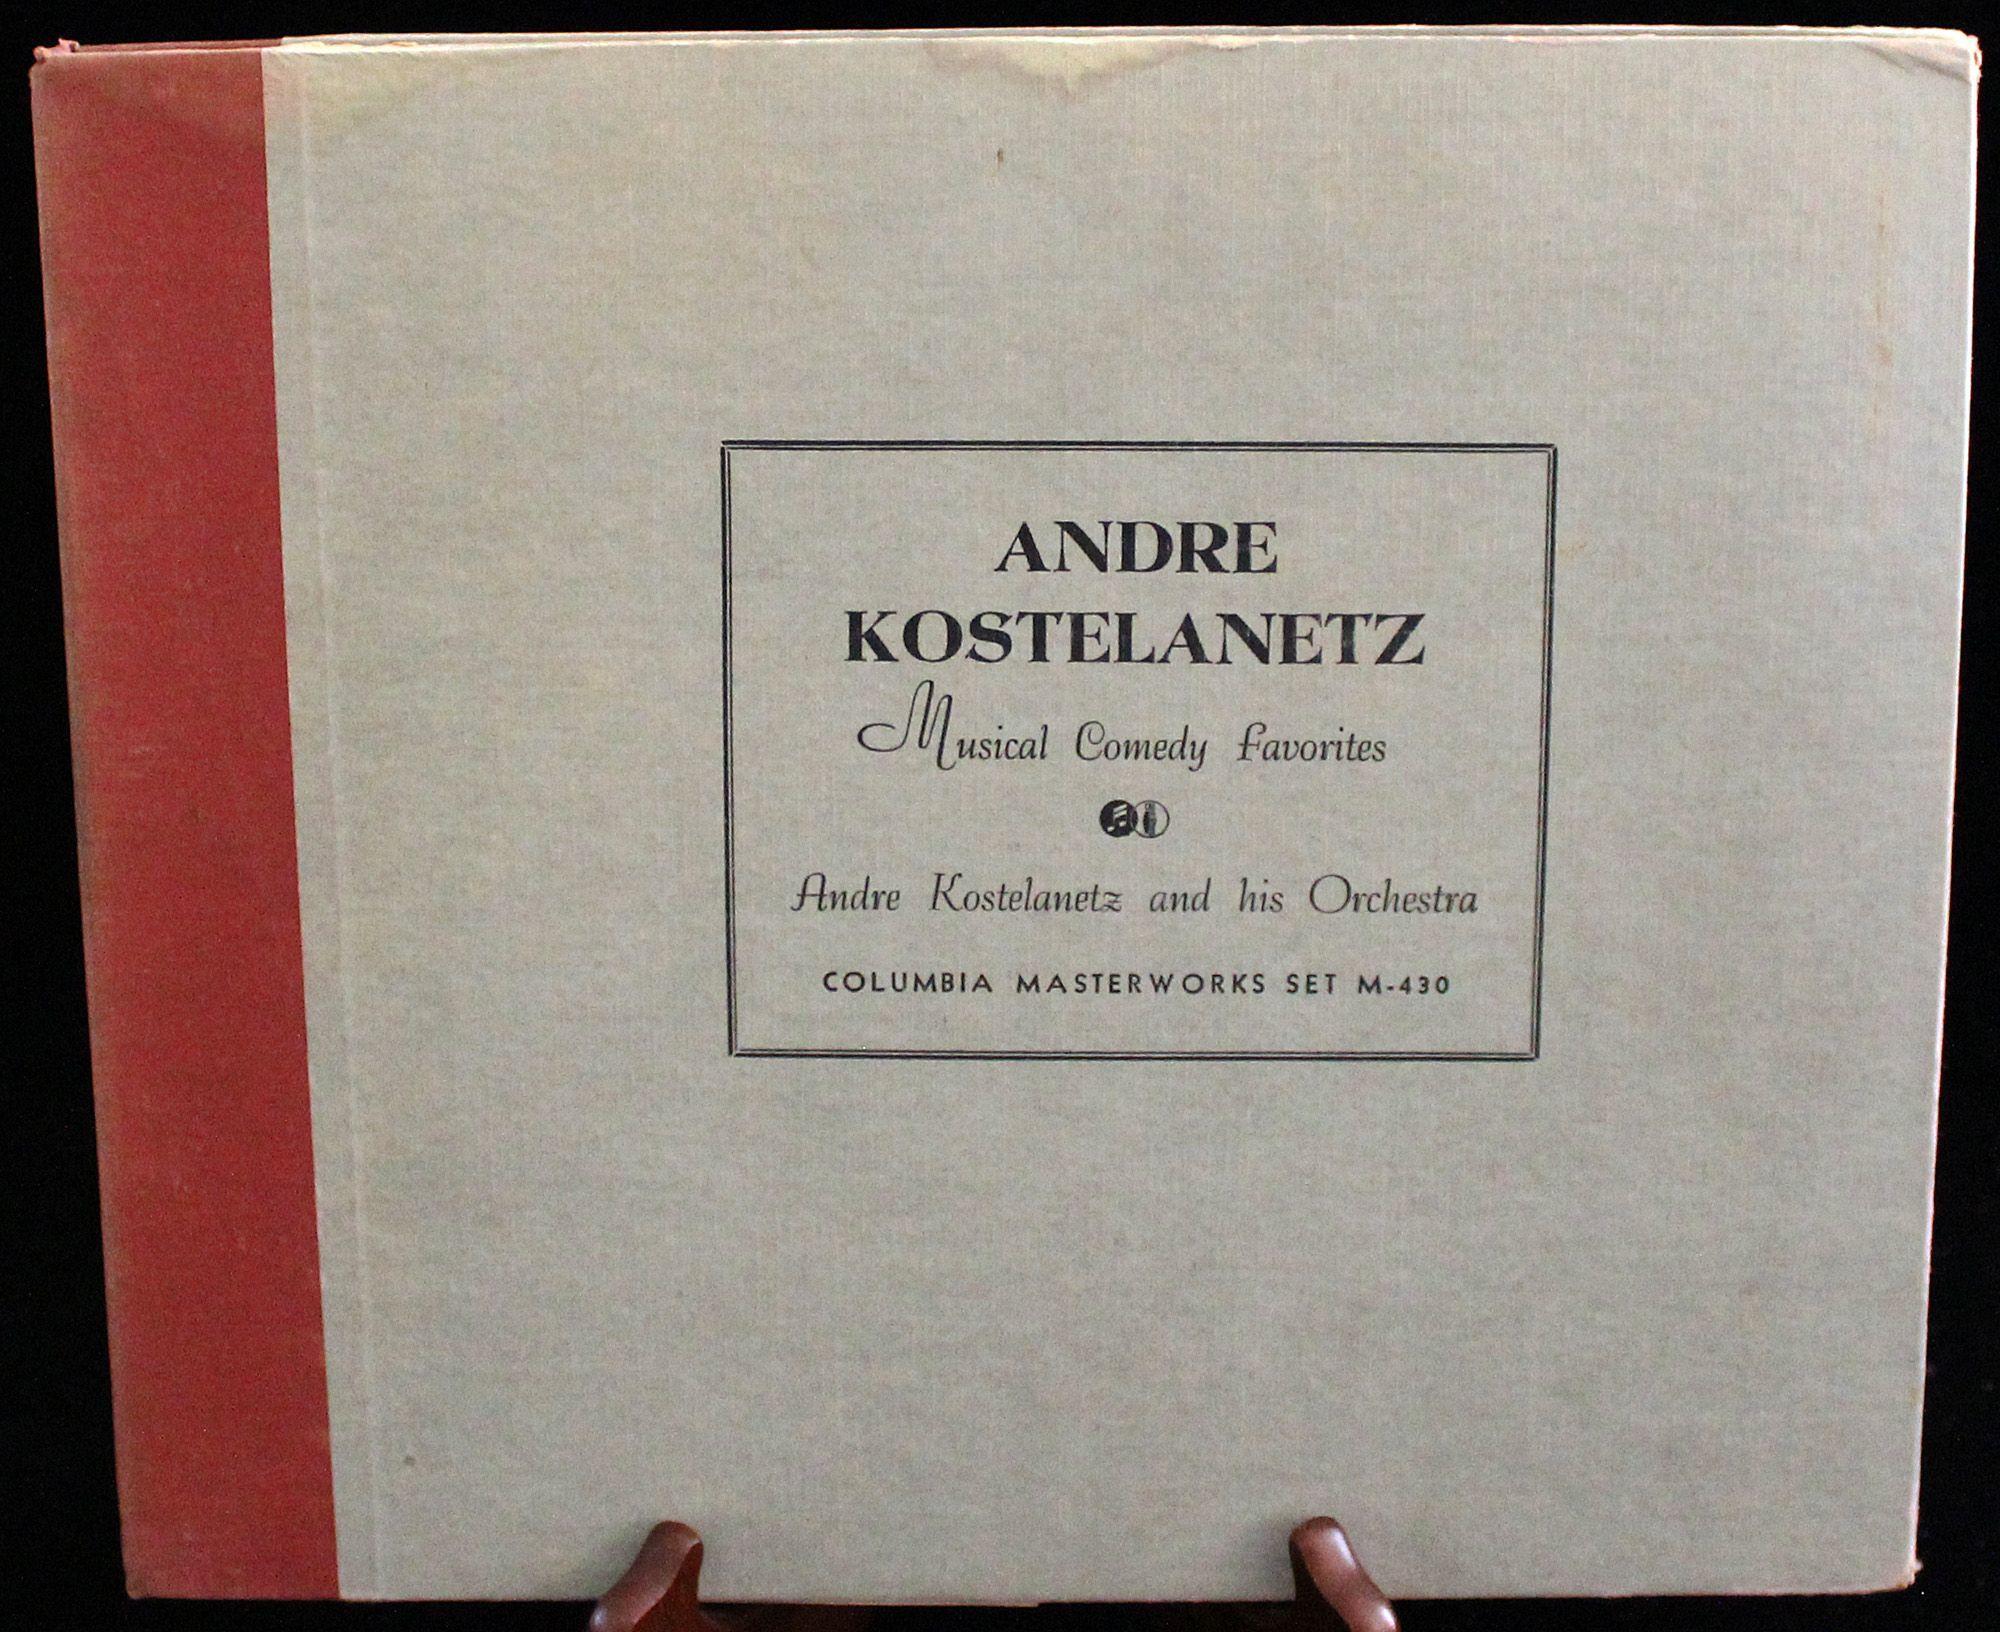 ANDRE
KOSTELANETZ
Musical Comedy Favorites
Andre Kostelanetz and his Orchestra
COLUMBIA MASTERWORKS SET M-430